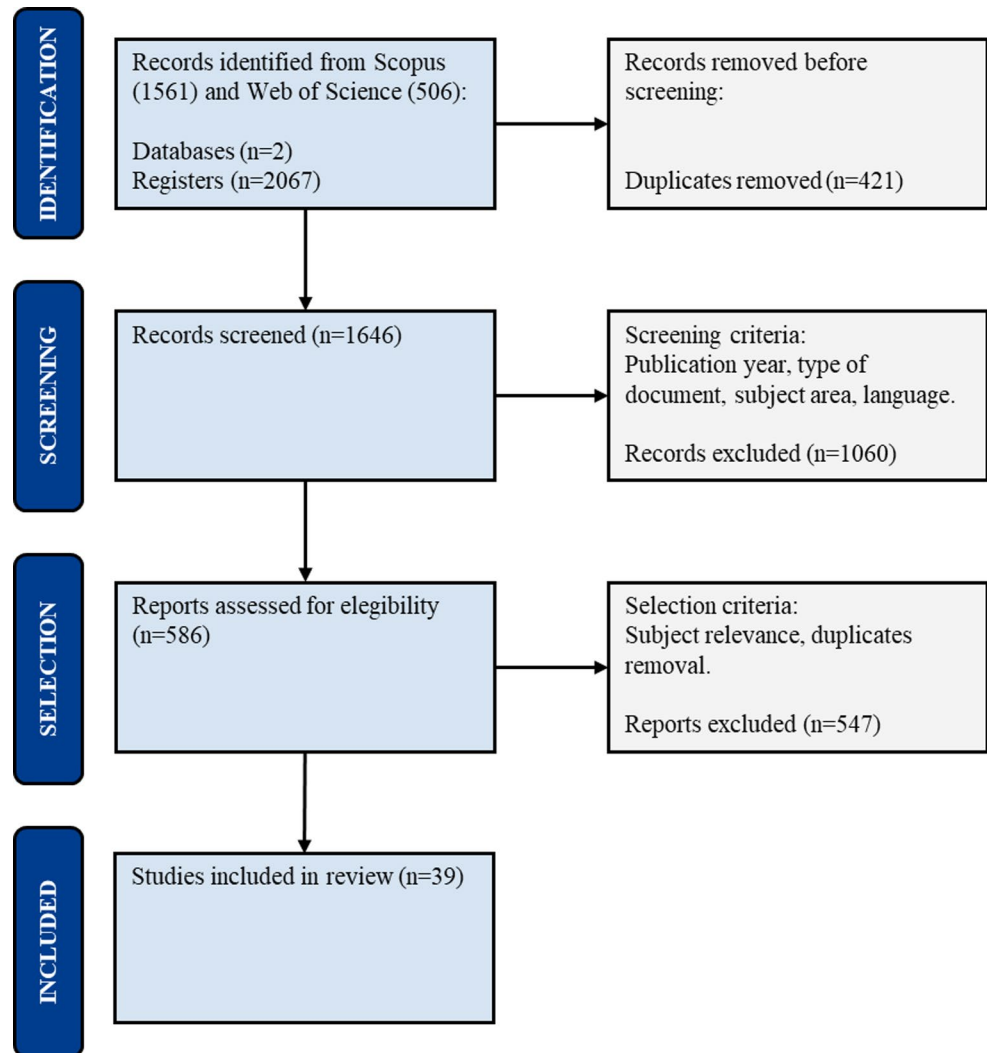 IDENTIFICATION
Records identified from Scopus
(1561) and Web of Science (506):
Databases (n=2)
Registers (n=2067)
Records removed before
screening:
Duplicates removed (n=421)
SCREENING
Records screened (n=1646)
Screening criteria:
Publication year, type of
document, subject area, language.
Records excluded (n=1060)
SELECTION
Reports assessed for elegibility
(n=586)
Selection criteria:
Subject relevance, duplicates
removal.
Reports excluded (n=547)
INCLUDED
Studies included in review (n=39)